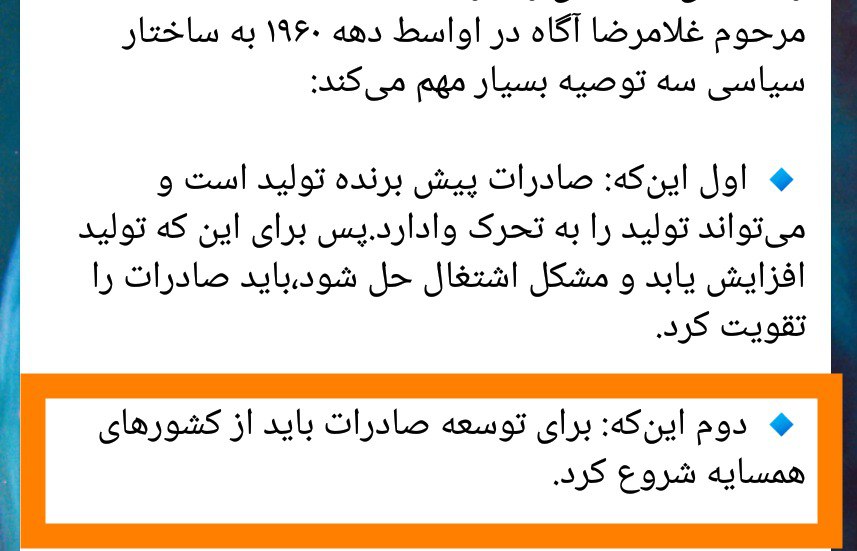 مرحوم غلامرضا آگاه در اواسط دهه ۱۹۶۰ به ساختار
سیاسی سه توصیه بسیار مهم می‌کند:
🔹 اول این‌که: صادرات پیش برنده تولید است و
می‌تواند تولید را به تحرک وادارد.پس برای این که تولید
افزایش یابد و مشکل اشتغال حل شود،باید صادرات را
تقویت کرد.
🔹 دوم این‌که: برای توسعه صادرات باید از کشورهای
همسایه شروع کرد.